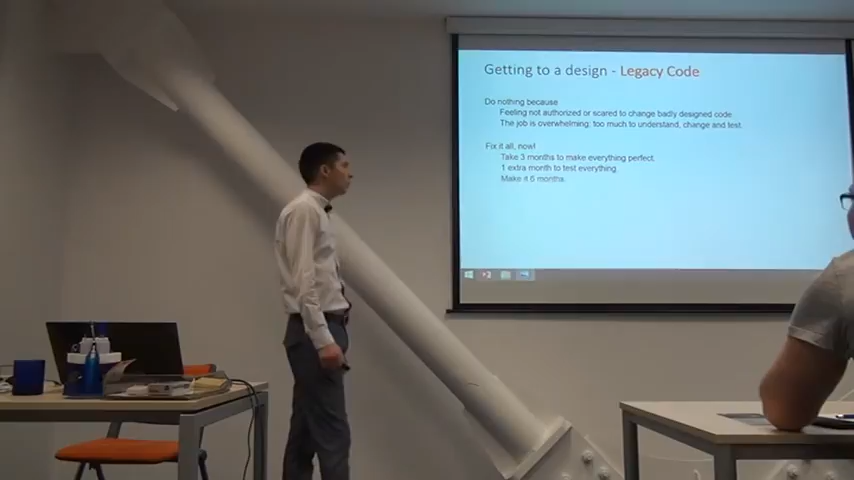 Getting to a design - Legacy Code
Do nothing because
Feeling not authorized or scared to change badly designed code
The job is overwhelming; too much to understand, change and test.
Fix it all, now!
Take 3 months to make everything perfect.
1 extra month to test everything.
Make it 6 months.